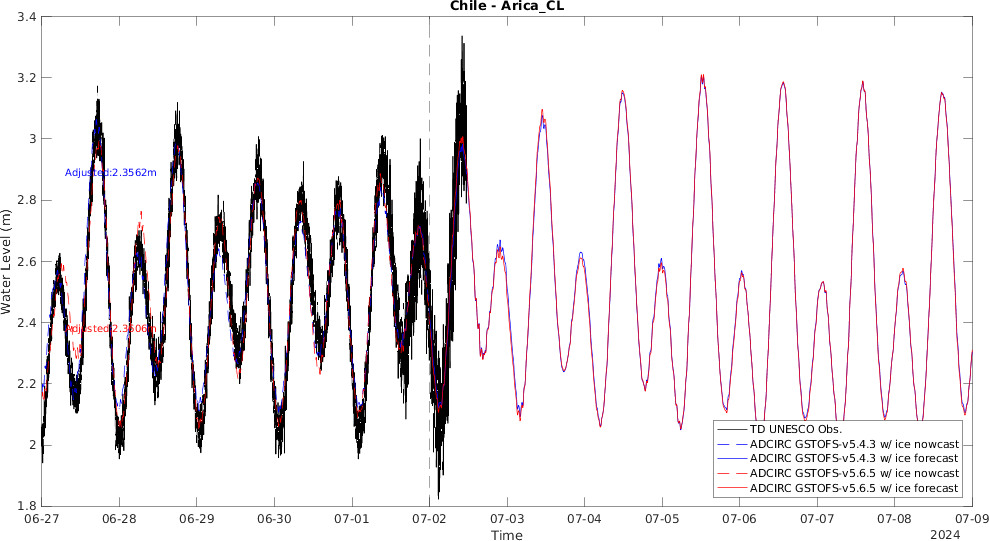 Chile - Arica_CL
3.4
3.2
3
2.8
2.6
2.4
2.2
2
1.8
Water Level (m)
Adjusted:2.3562m
Adjusted:2.3506m
TD UNESCO Obs.
ADCIRC GSTOFS-v5.4.3 w/ ice nowcast
ADCIRC GSTOFS-v5.4.3 w/ ice forecast
ADCIRC GSTOFS-v5.6.5 w/ ice nowcast
ADCIRC GSTOFS-v5.6.5 w/ ice forecast
06-27 06-28 06-29 06-30 07-01 07-02 07-03 07-04 07-05 07-06 07-07 07-08 07-09
Time
2024